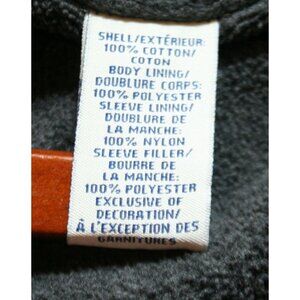 SHELL/EXTÉRIEUR:
100% COTTON/
COTON
BODY LINING/
DOUBLURE CORPS:
100% POLYESTER
SLEEVE LINING/
DOUBLURE DE
LA MANCHE:
100% NYLON
SLEEVE FILLER/
BOURRE DE
LA MANCHE:
100% POLYESTER
EXCLUSIVE OF
DECORATION/
À L'EXCEPTION DES
GARNITURES